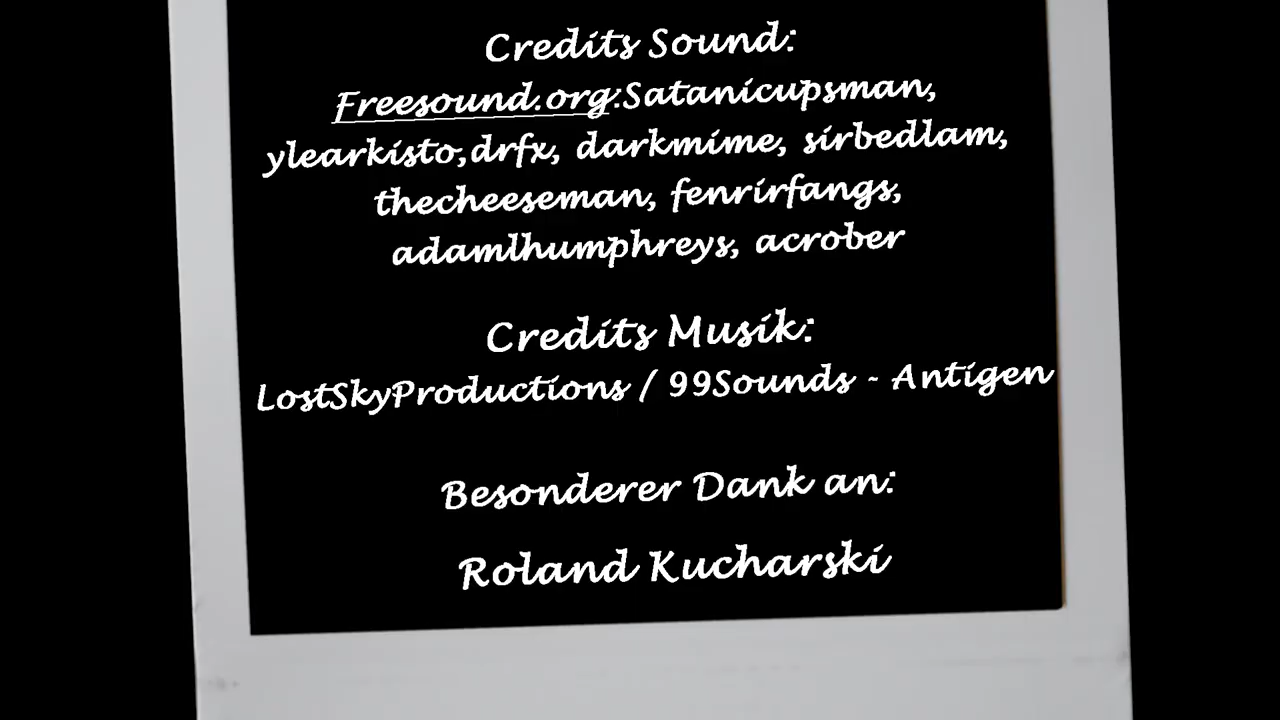 Credits Sound:
Freesound.org:Satanicupsman,
ylearkisto,drfx, darkmime, sirbedlam,
thecheeseman, fenrirfangs,
adamlhumphreys, acrober
Credits Musik:
LostSkyProductions / 99Sounds - Antigen
Besonderer Dank an:
Roland Kucharski